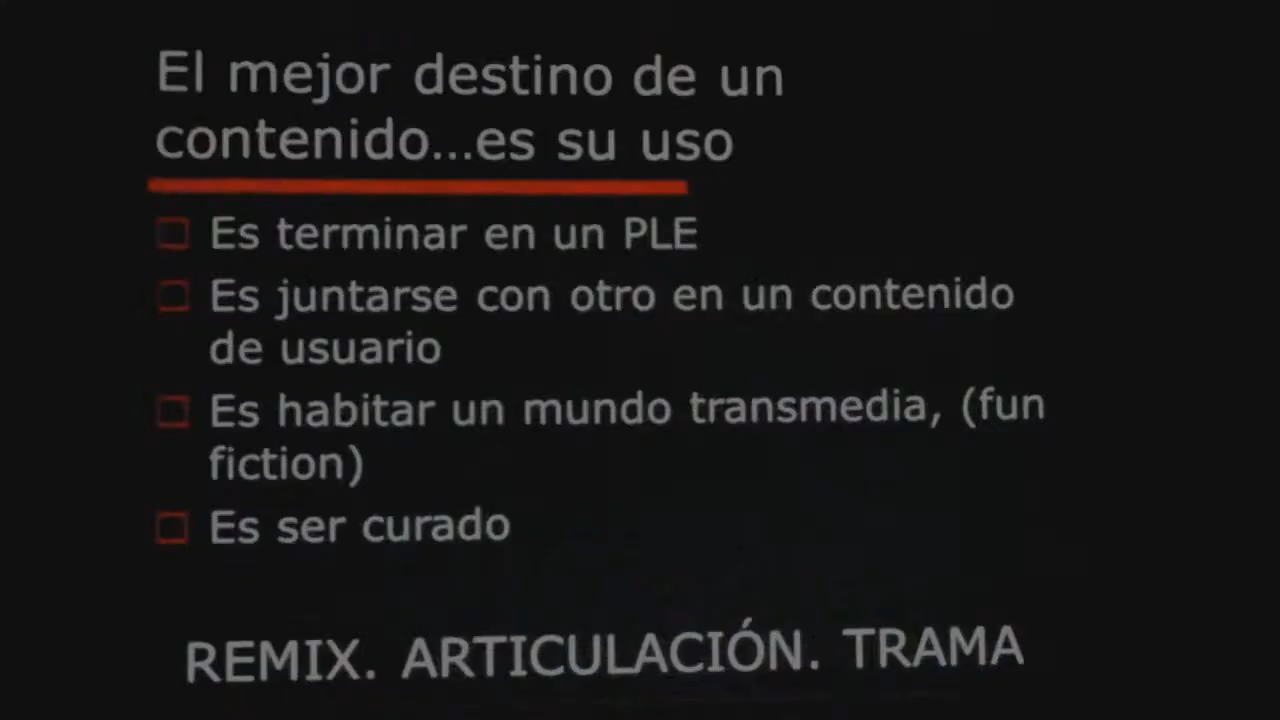 El mejor destino de un
contenido...es su uso
Es terminar en un PLE
Es juntarse con otro en un contenido
de usuario
Es habitar un mundo transmedia, (fun
fiction)
Es ser curado
REMIX. ARTICULACIÓN. TRAMA